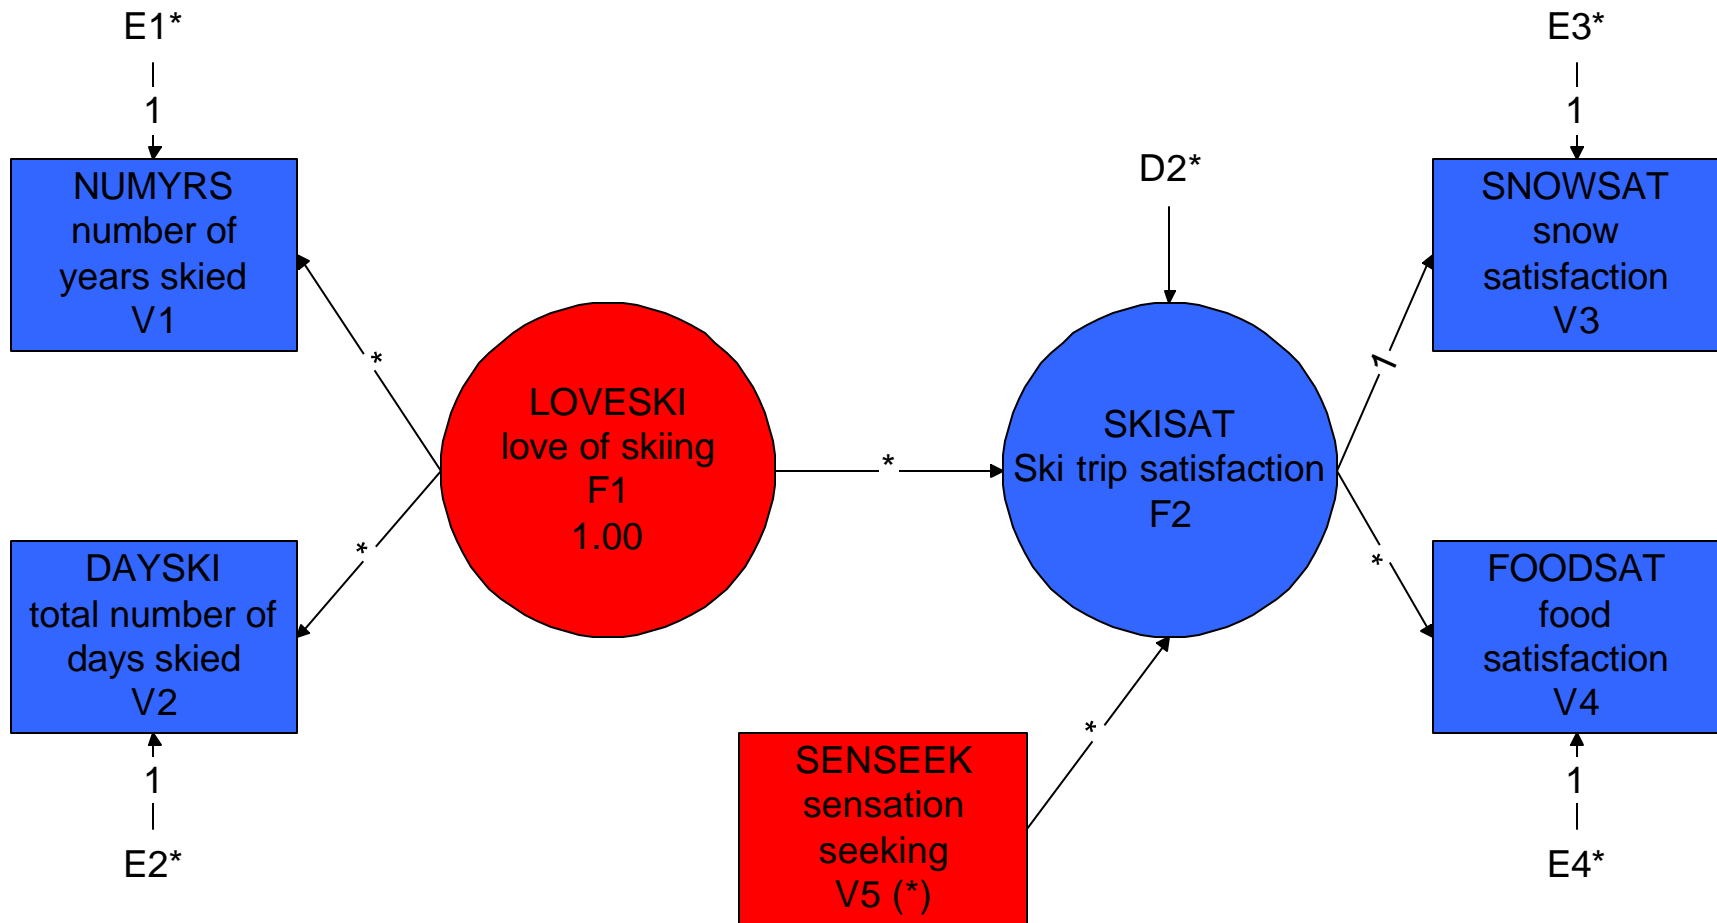 E1*
1
NUMYRS
number of
years skied
V1
*
*
DAYSKI
total number of
days skied
V2
1
E2*
LOVESKI
love of skiing
F1
1.00
*
D2*
SKISAT
Ski trip satisfaction
F2
*
SENSEEK
sensation
seeking
V5 (*)
E3*
1
SNOWSAT
snow
satisfaction
V3
1
*
FOODSAT
food
satisfaction
V4
1
E4*